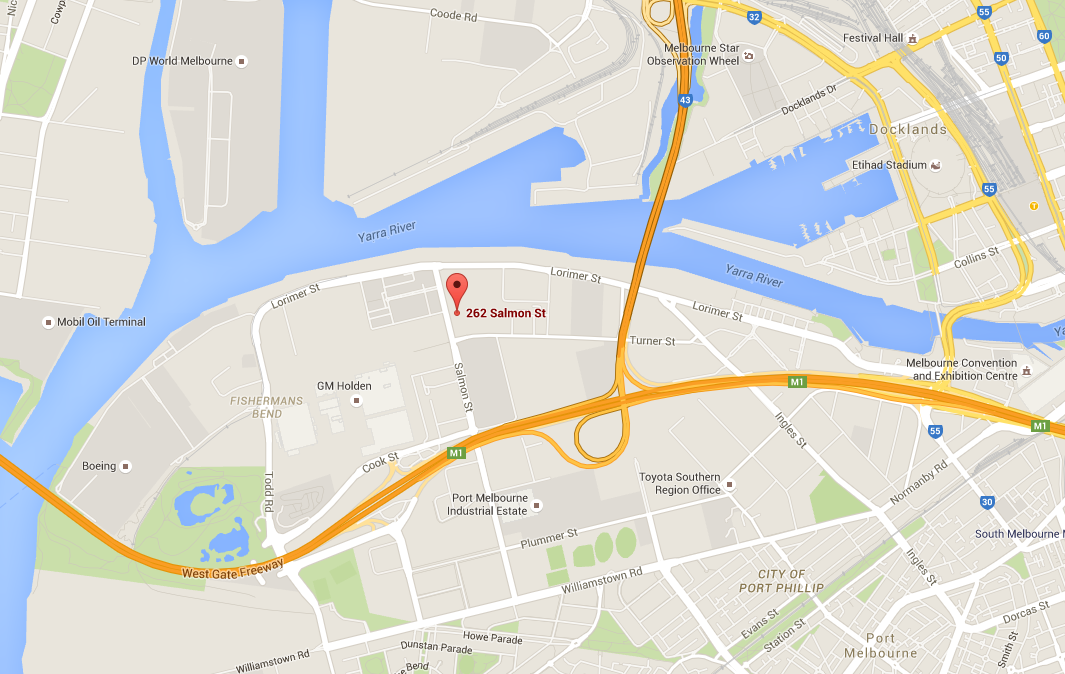 Coode Rd
32
55
Festival Hall
60
DP World Melbourne
Melbourne Star
Observation Wheel
50
43
Docklands Dr
Docklands
Etihad Stadium
55
Yarra River
Collins St
Lorimer St
Yarra River
Lorimer St
262 Salmon St
Lorimer St
Mobil Oil Terminal
Turner St
Melbourne Convention
and Exhibition Centre
Salmon St
GM Holden
M1
FISHERMANS
BEND
Ingles St
M1
55
M1
Cook St
Boeing
Todd Rd
Toyota Southern
Region Office
Normanby Rd
Port Melbourne
Industrial Estate
30
South Melbourne
Plummer St
Ingles St
West Gate Freeway
Williamstown Rd
CITY OF
PORT PHILLIP
Evans St
Dorcas St
Station St
Howe Parade
Port
Melbourne
Smith St
Dunstan Parade
Williamstown Rd
Bend